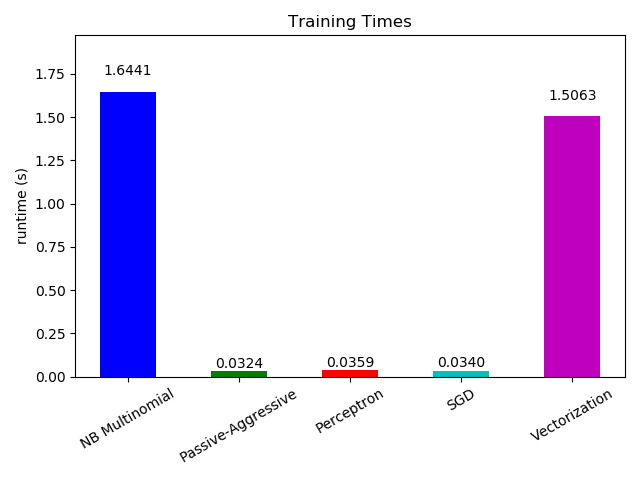 Training Times
runtime (s)
1.75
1.50
1.25
1.00
0.75
0.50
0.25
0.00
1.6441
0.0324
0.0359
0.0340
1.5063
NB Multinomial
Passive-Aggressive
Perceptron
SGD
Vectorization